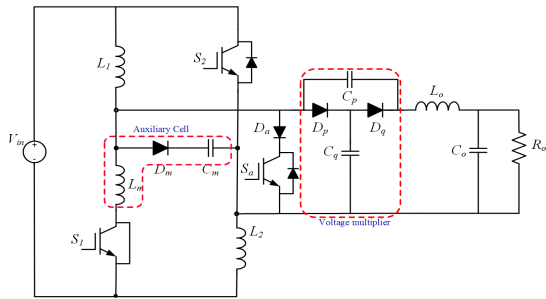 L1
S2
Cp
Lo
Auxiliary Cell
Da
Dp
Dq
Vin
Dm
Cm
Sa
Cq
Co
Ro
Lm
Voltage multiplier
S1
L2